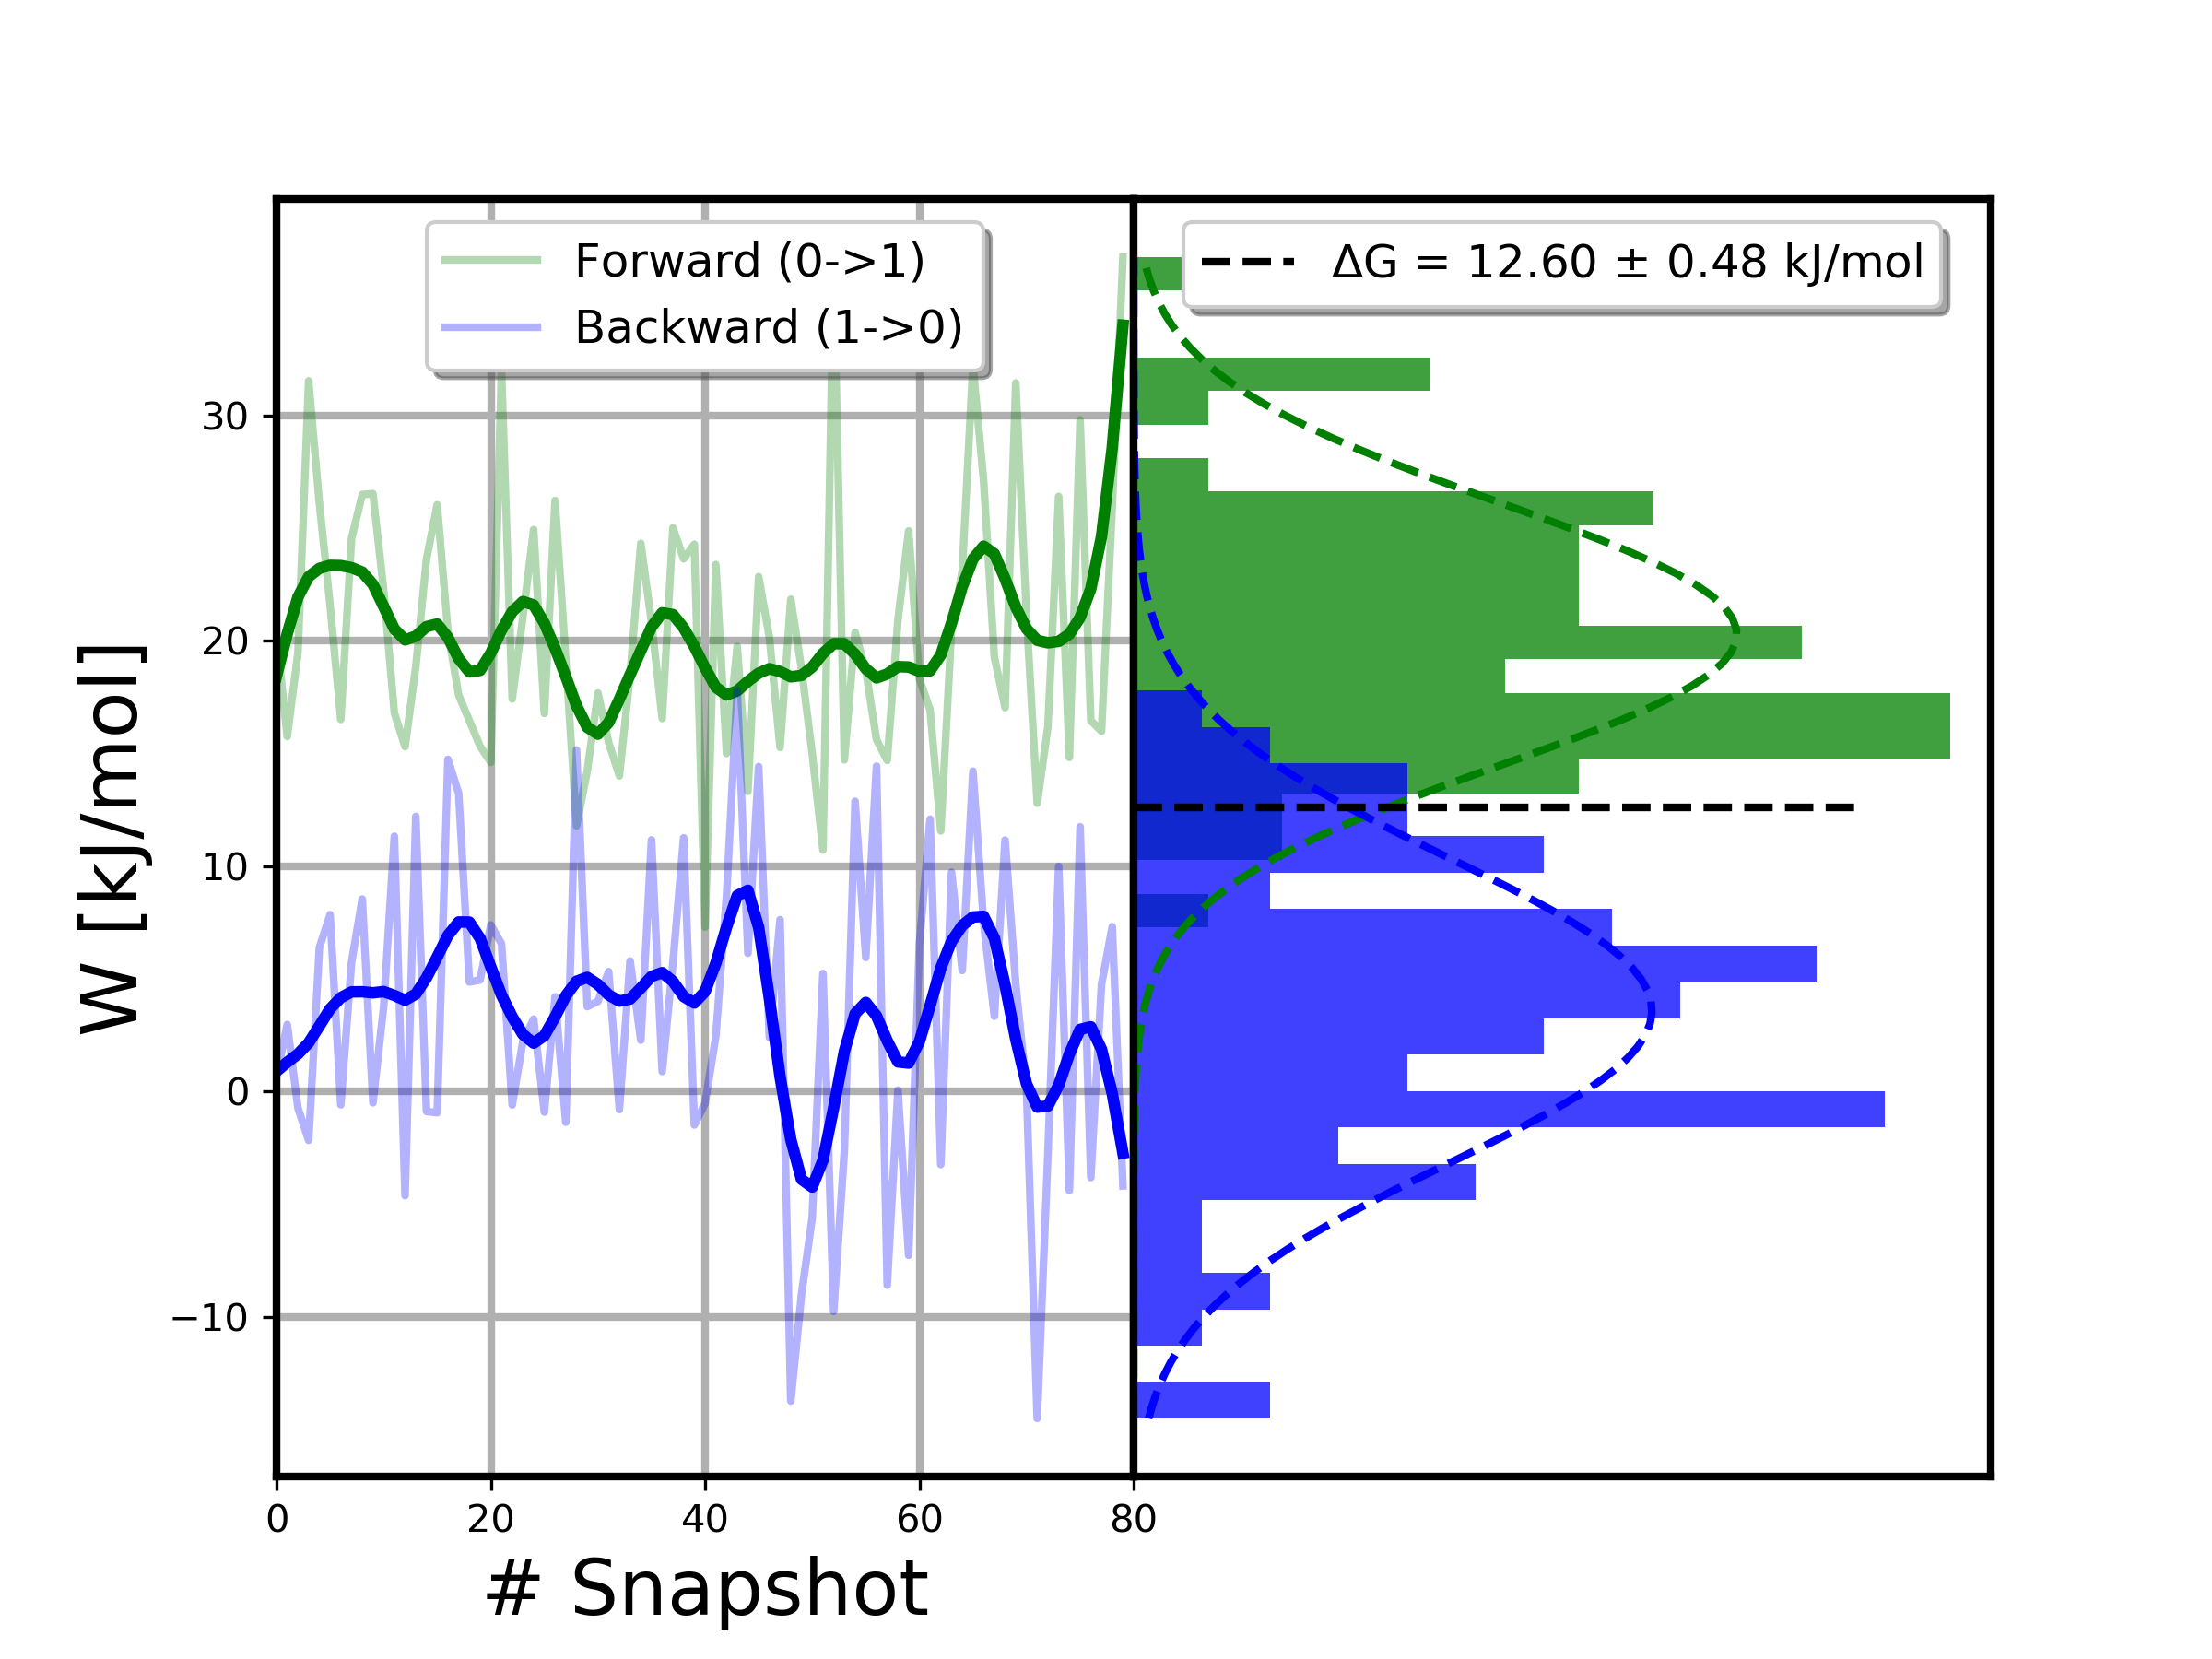 Forward (0->1)
Backward (1->0)
ΔG = 12.60 ± 0.48 kJ/mol
W [kJ/mol]
30
20
10
0
−10
0 20 40 60 80
# Snapshot